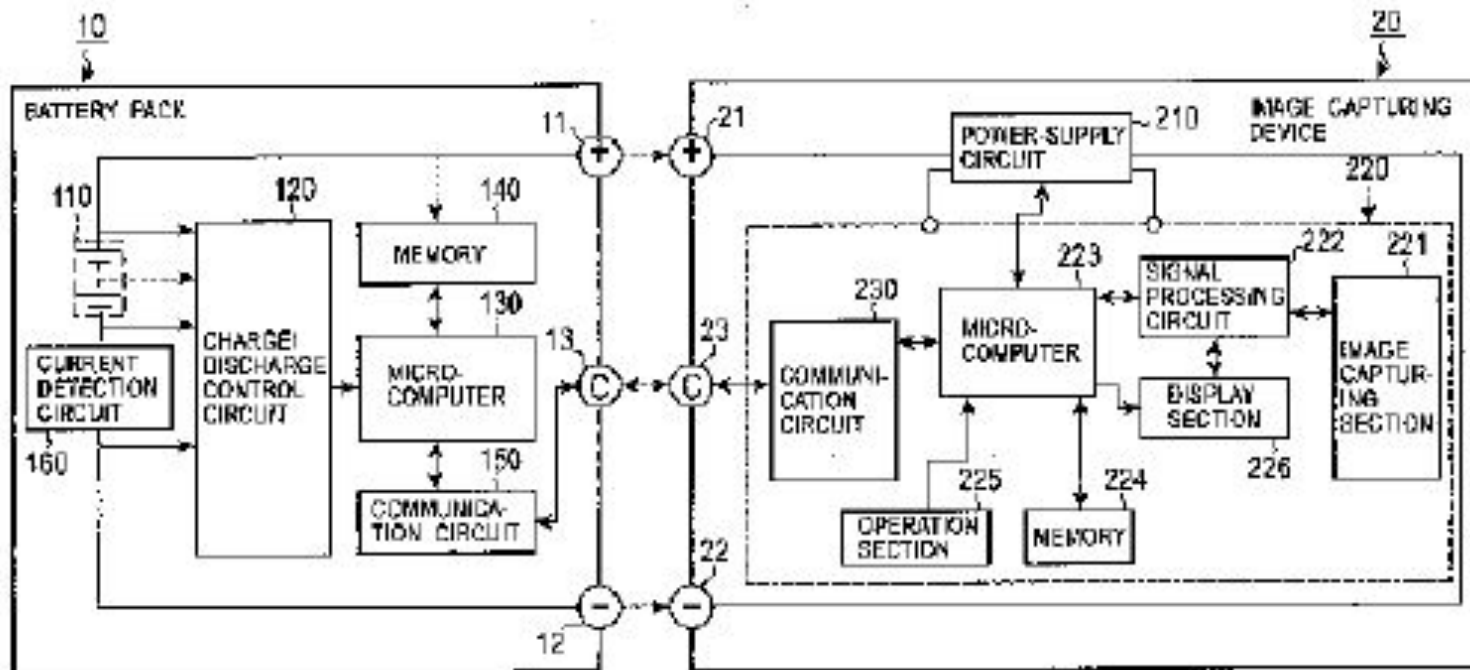 10
20
BATTERY PACK
IMAGE CAPTURING
DEVICE
11
+
21
+
POWER-SUPPLY
CIRCUIT
210
110
120
140
220
MEMORY
222
221
223
SIGNAL
PROCESSING
CIRCUIT
130
230
CHARGE/
DISCHARGE
CONTROL
CIRCUIT
MICRO-
COMPUTER
13
C
23
C
COMMUNI-
CATION
CIRCUIT
MICRO-
COMPUTER
IMAGE
CAPTUR-
ING
SECTION
CURRENT
DETECTION
CIRCUIT
160
DISPLAY
SECTION
226
150
COMMUNICA-
TION CIRCUIT
225
OPERATION
SECTION
224
MEMORY
22
-
-
12